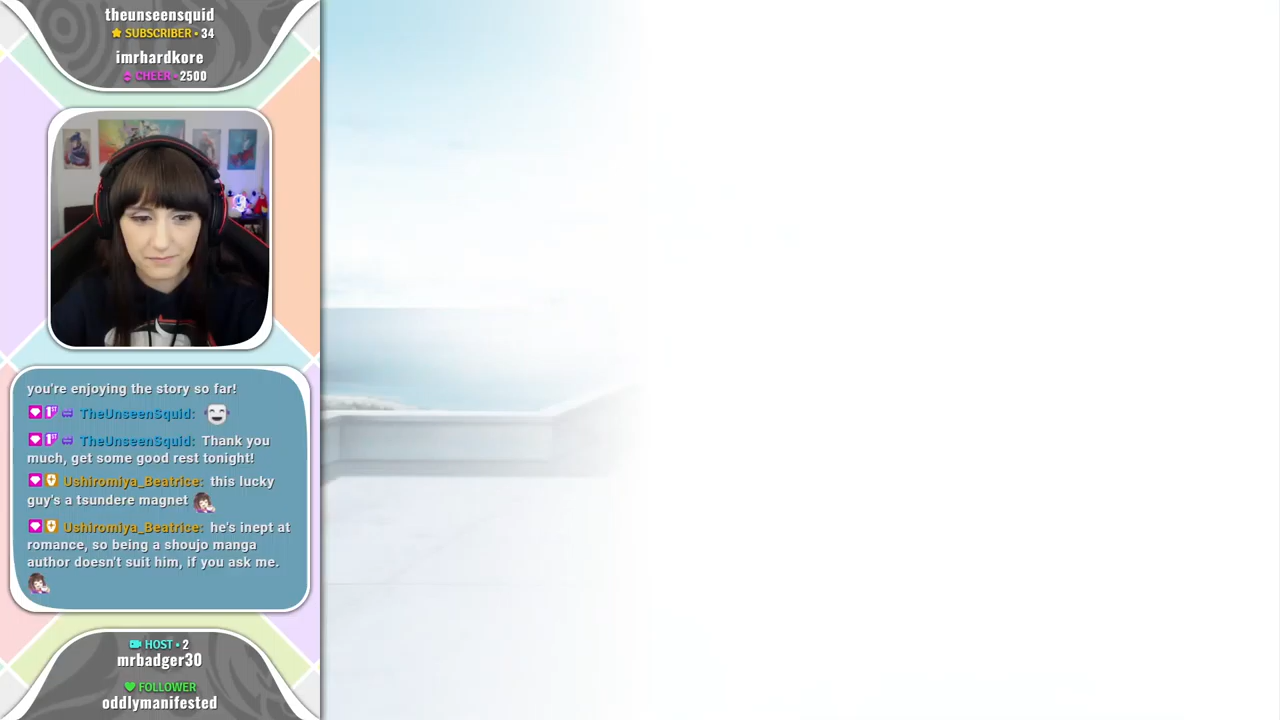 theunseensquid
SUBSCRIBER • 34
imrhardkore
CHEER • 2500
you're enjoying the story so far!
TheUnseenSquid:
TheUnseenSquid: Thank you
much, get some good rest tonight!
Ushiromiya_Beatrice: this lucky
guy's a tsundere magnet
Ushiromiya_Beatrice: he's inept at
romance, so being a shoujo manga
author doesn't suit him, if you ask me.
HOST • 2
mrbadger30
FOLLOWER
oddlymanifested